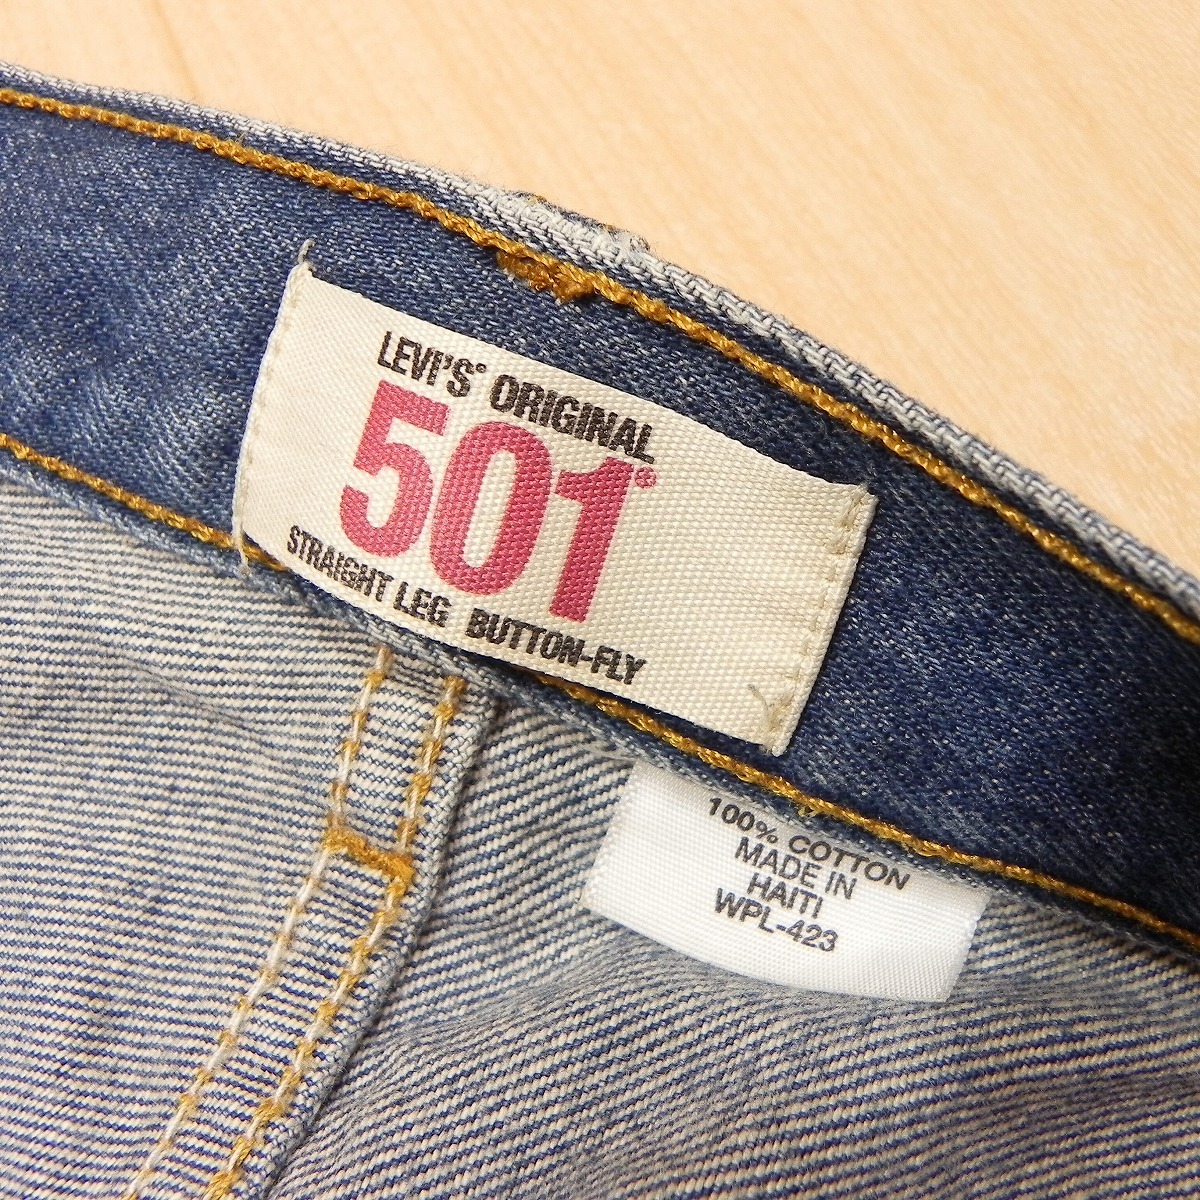 LEVI'S® ORIGINAL
501®
STRAIGHT LEG BUTTON-FLY
100% COTTON
MADE IN
HAITI
WPL-423